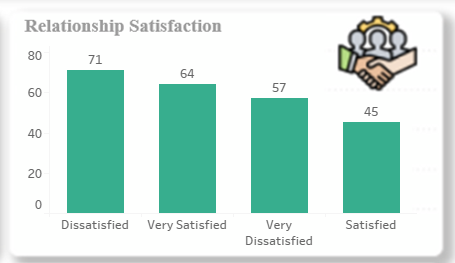 Relationship Satisfaction
80
60
40
20
0
71
64
57
45
Dissatisfied
Very Satisfied
Very
Dissatisfied
Satisfied